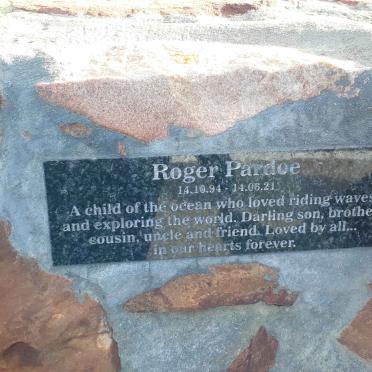 Roger Pardoe
14.10.94 - 14.06.21
A child of the ocean who loved riding waves
and exploring the world. Darling son, brothe
cousin, uncle and friend. Loved by all...
in our hearts forever.